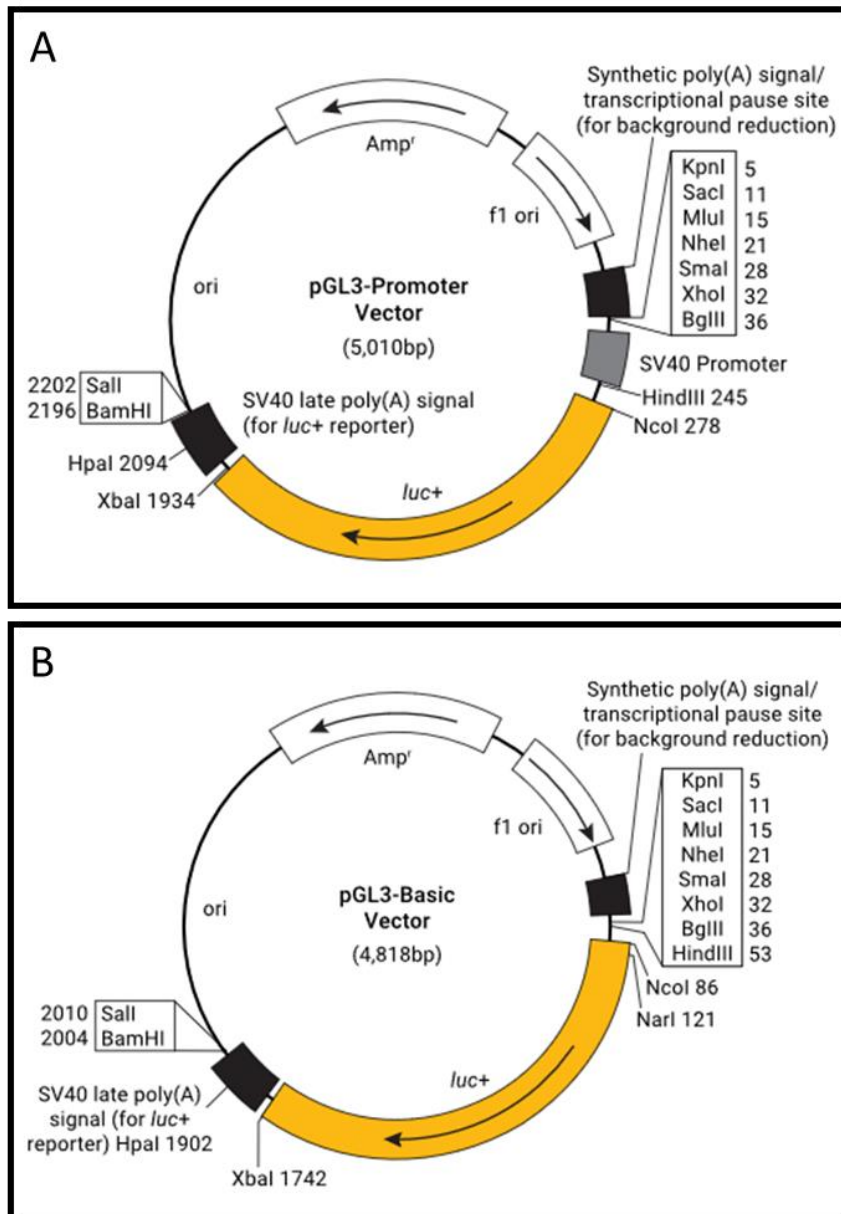 A
Synthetic poly(A) signal/
transcriptional pause site
(for background reduction)
Ampʳ
f1 ori
KpnI 5
SacI 11
MluI 15
NheI 21
SmaI 28
XhoI 32
BglII 36
ori
pGL3-Promoter
Vector
(5,010bp)
SV40 Promoter
HindIII 245
NcoI 278
2202 SalI
2196 BamHI
SV40 late poly(A) signal
(for luc+ reporter)
HpaI 2094
XbaI 1934
luc+
B
Synthetic poly(A) signal/
transcriptional pause site
(for background reduction)
Ampʳ
f1 ori
KpnI 5
SacI 11
MluI 15
NheI 21
SmaI 28
XhoI 32
BglII 36
HindIII 53
ori
pGL3-Basic
Vector
(4,818bp)
NcoI 86
NarI 121
2010 SalI
2004 BamHI
SV40 late poly(A)
signal (for luc+
reporter) HpaI 1902
luc+
XbaI 1742